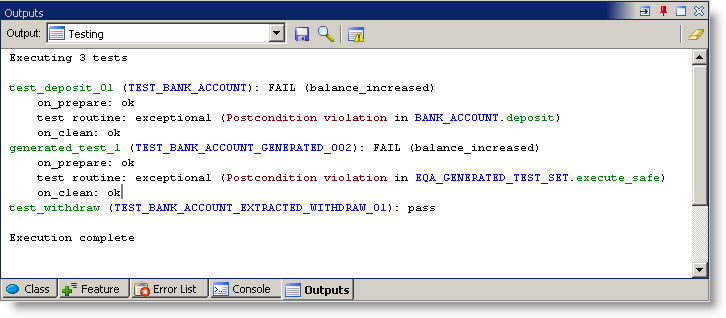 Outputs
Output: Testing
Executing 3 tests
test_deposit_01 (TEST_BANK_ACCOUNT): FAIL (balance_increased)
on_prepare: ok
test routine: exceptional (Postcondition violation in BANK_ACCOUNT.deposit)
on_clean: ok
generated_test_1 (TEST_BANK_ACCOUNT_GENERATED_002): FAIL (balance_increased)
on_prepare: ok
test routine: exceptional (Postcondition violation in EQA_GENERATED_TEST_SET.execute_safe)
on_clean: ok
test_withdraw (TEST_BANK_ACCOUNT_EXTRACTED_WITHDRAW_01): pass
Execution complete
Class Feature Error List Console Outputs